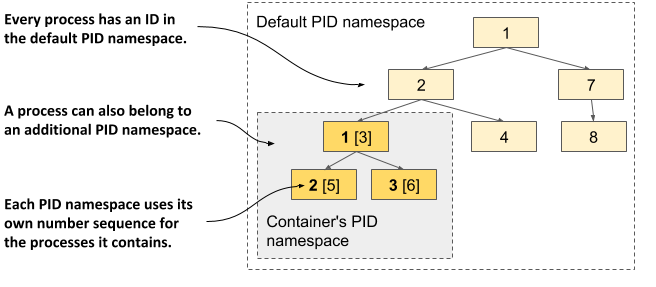 Every process has an ID in
the default PID namespace.
Default PID namespace
1
2
7
A process can also belong to
an additional PID namespace.
1 [3]
4
8
Each PID namespace uses its
own number sequence for
the processes it contains.
2 [5]
3 [6]
Container's PID
namespace